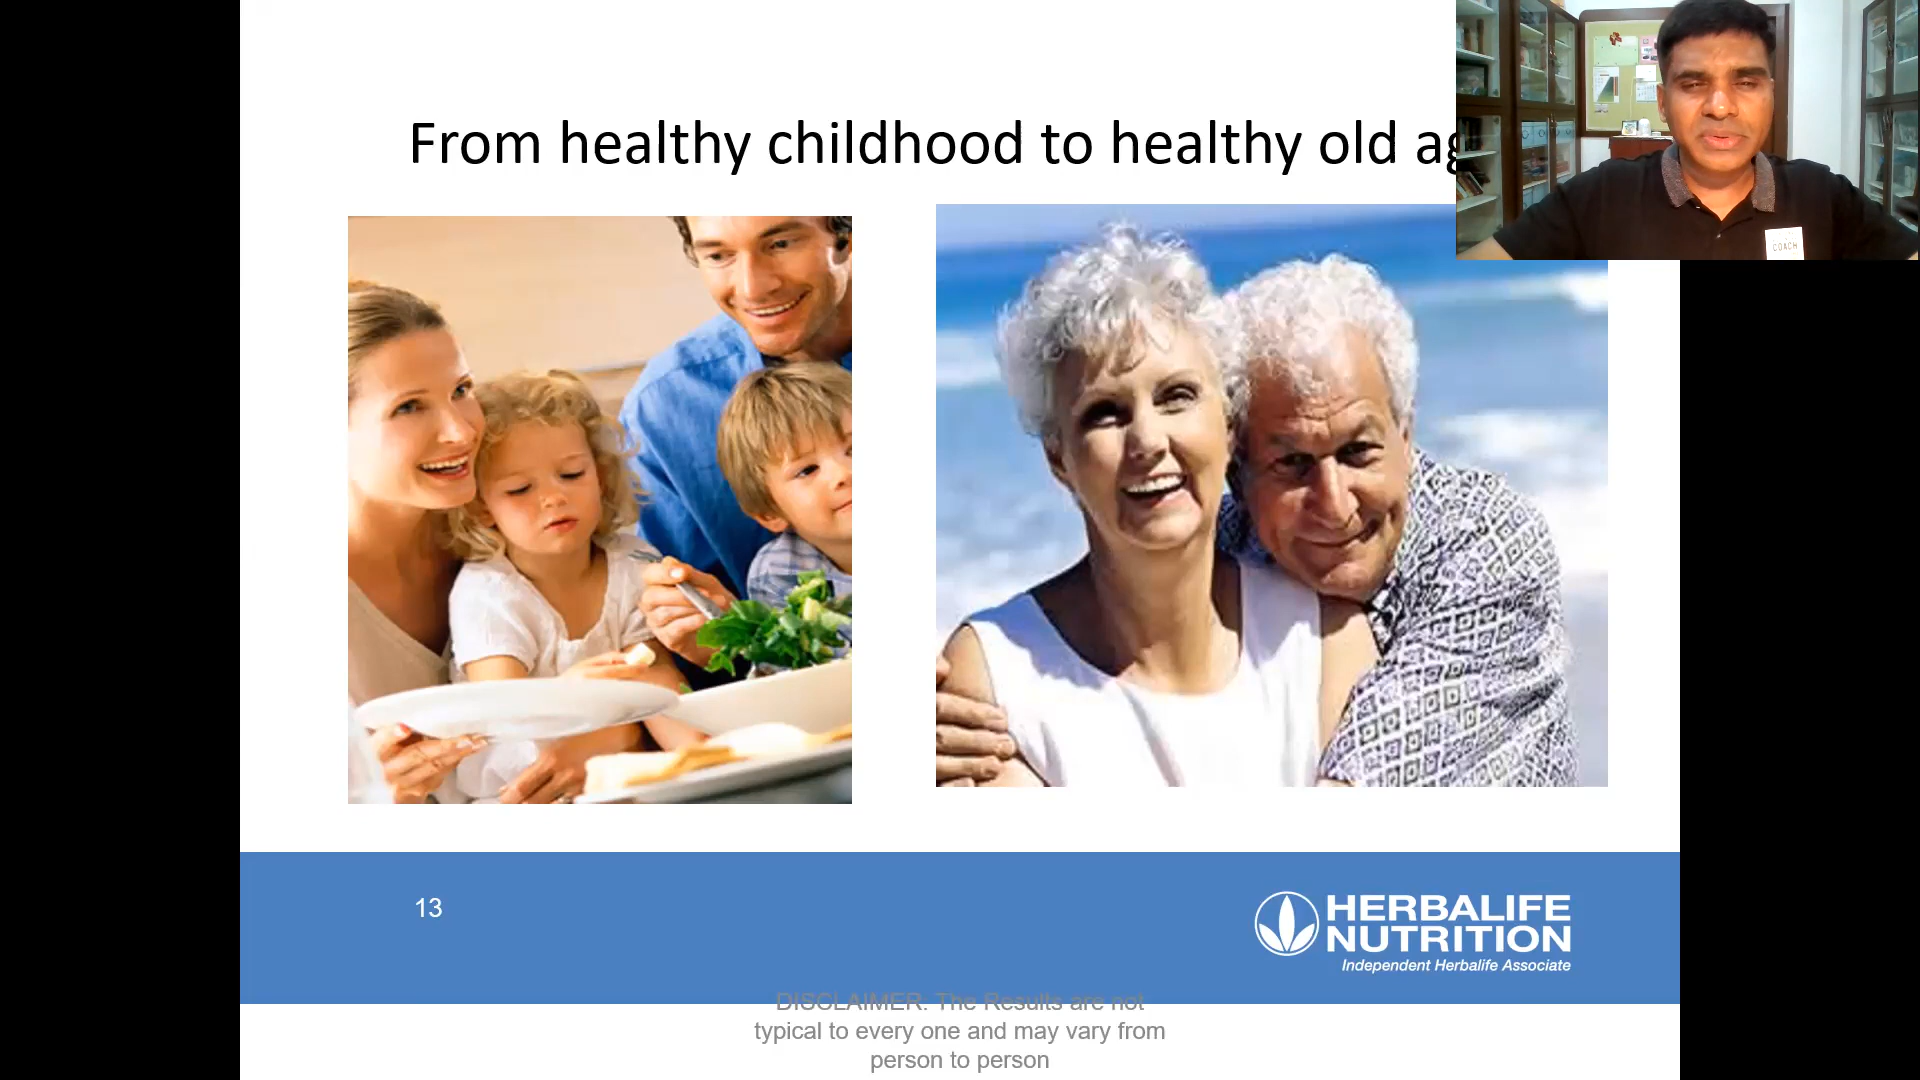 From healthy childhood to healthy old ag
COACH
13
HERBALIFE
NUTRITION
Independent Herbalife Associate
DISCLAIMER: The Results are not
typical to every one and may vary from
person to person